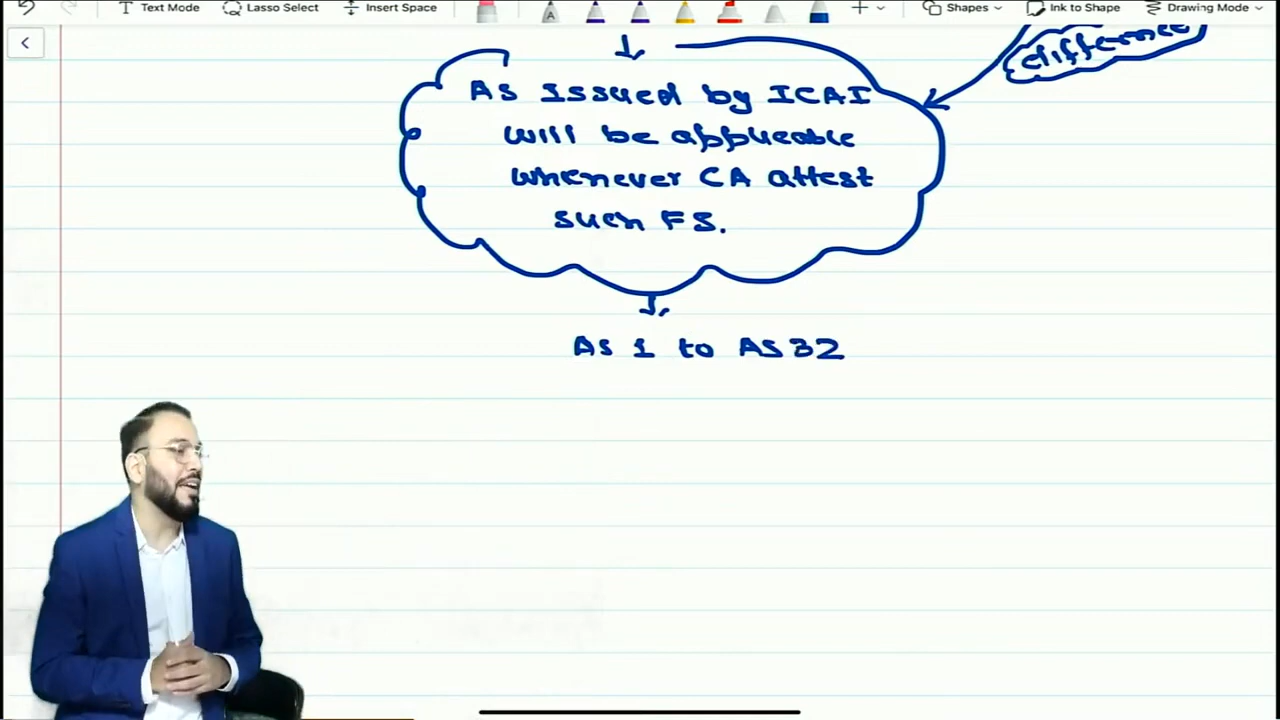 Text Mode
Lasso Select
Insert Space
Shapes
Ink to Shape
Drawing Mode
difference
As Issued by ICAI
will be applicable
whenever CA attest
such FS.
As 1 to AS 32